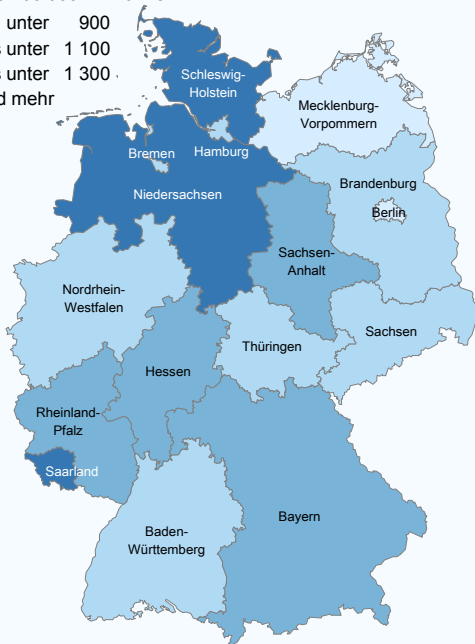 unter 900
unter 1 100
unter 1 300
d mehr
Schleswig-
Holstein
Mecklenburg-
Vorpommern
Bremen
Hamburg
Niedersachsen
Brandenburg
Berlin
Sachsen-
Anhalt
Nordrhein-
Westfalen
Thüringen
Sachsen
Hessen
Rheinland-
Pfalz
Saarland
Bayern
Baden-
Württemberg